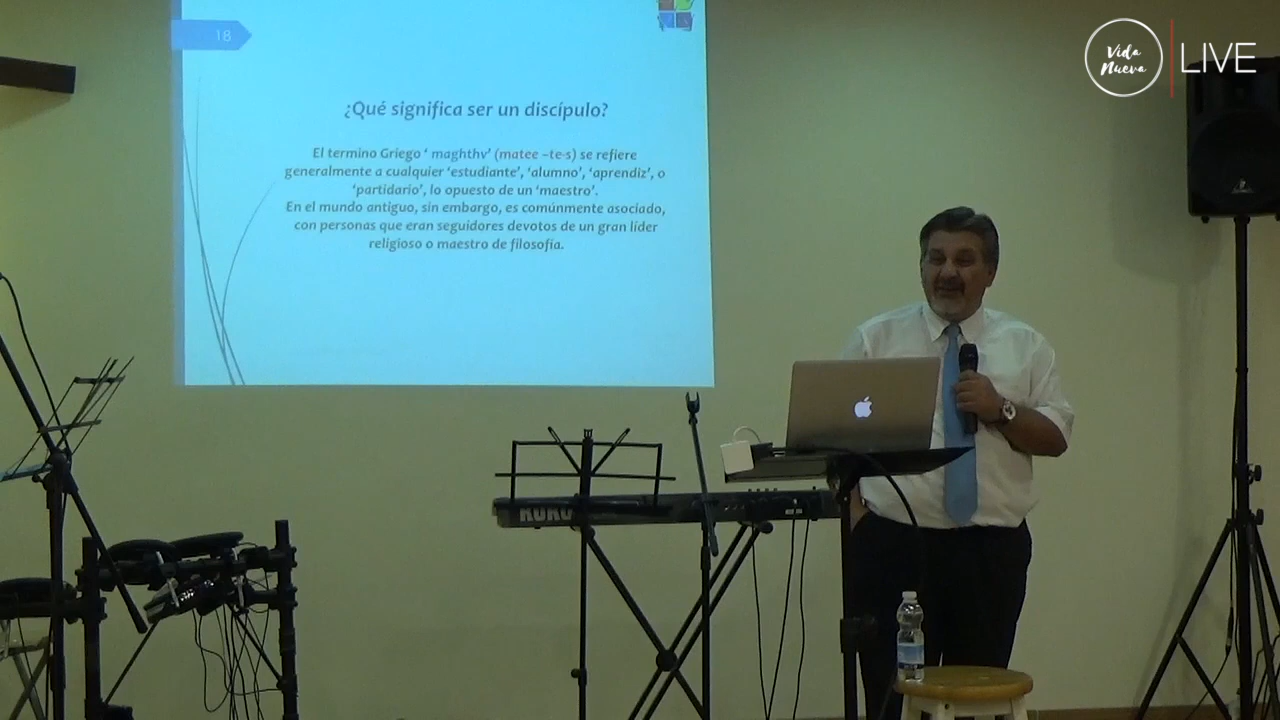 18
¿Qué significa ser un discípulo?
El termino Griego ‘ maghthv’ (matee –te-s) se refiere
generalmente a cualquier ‘estudiante’, ‘alumno’, ‘aprendiz’, o
‘partidario’, lo opuesto de un ‘maestro’.
En el mundo antiguo, sin embargo, es comúnmente asociado,
con personas que eran seguidores devotos de un gran líder
religioso o maestro de filosofía.
Vida
Nueva
LIVE
KORG